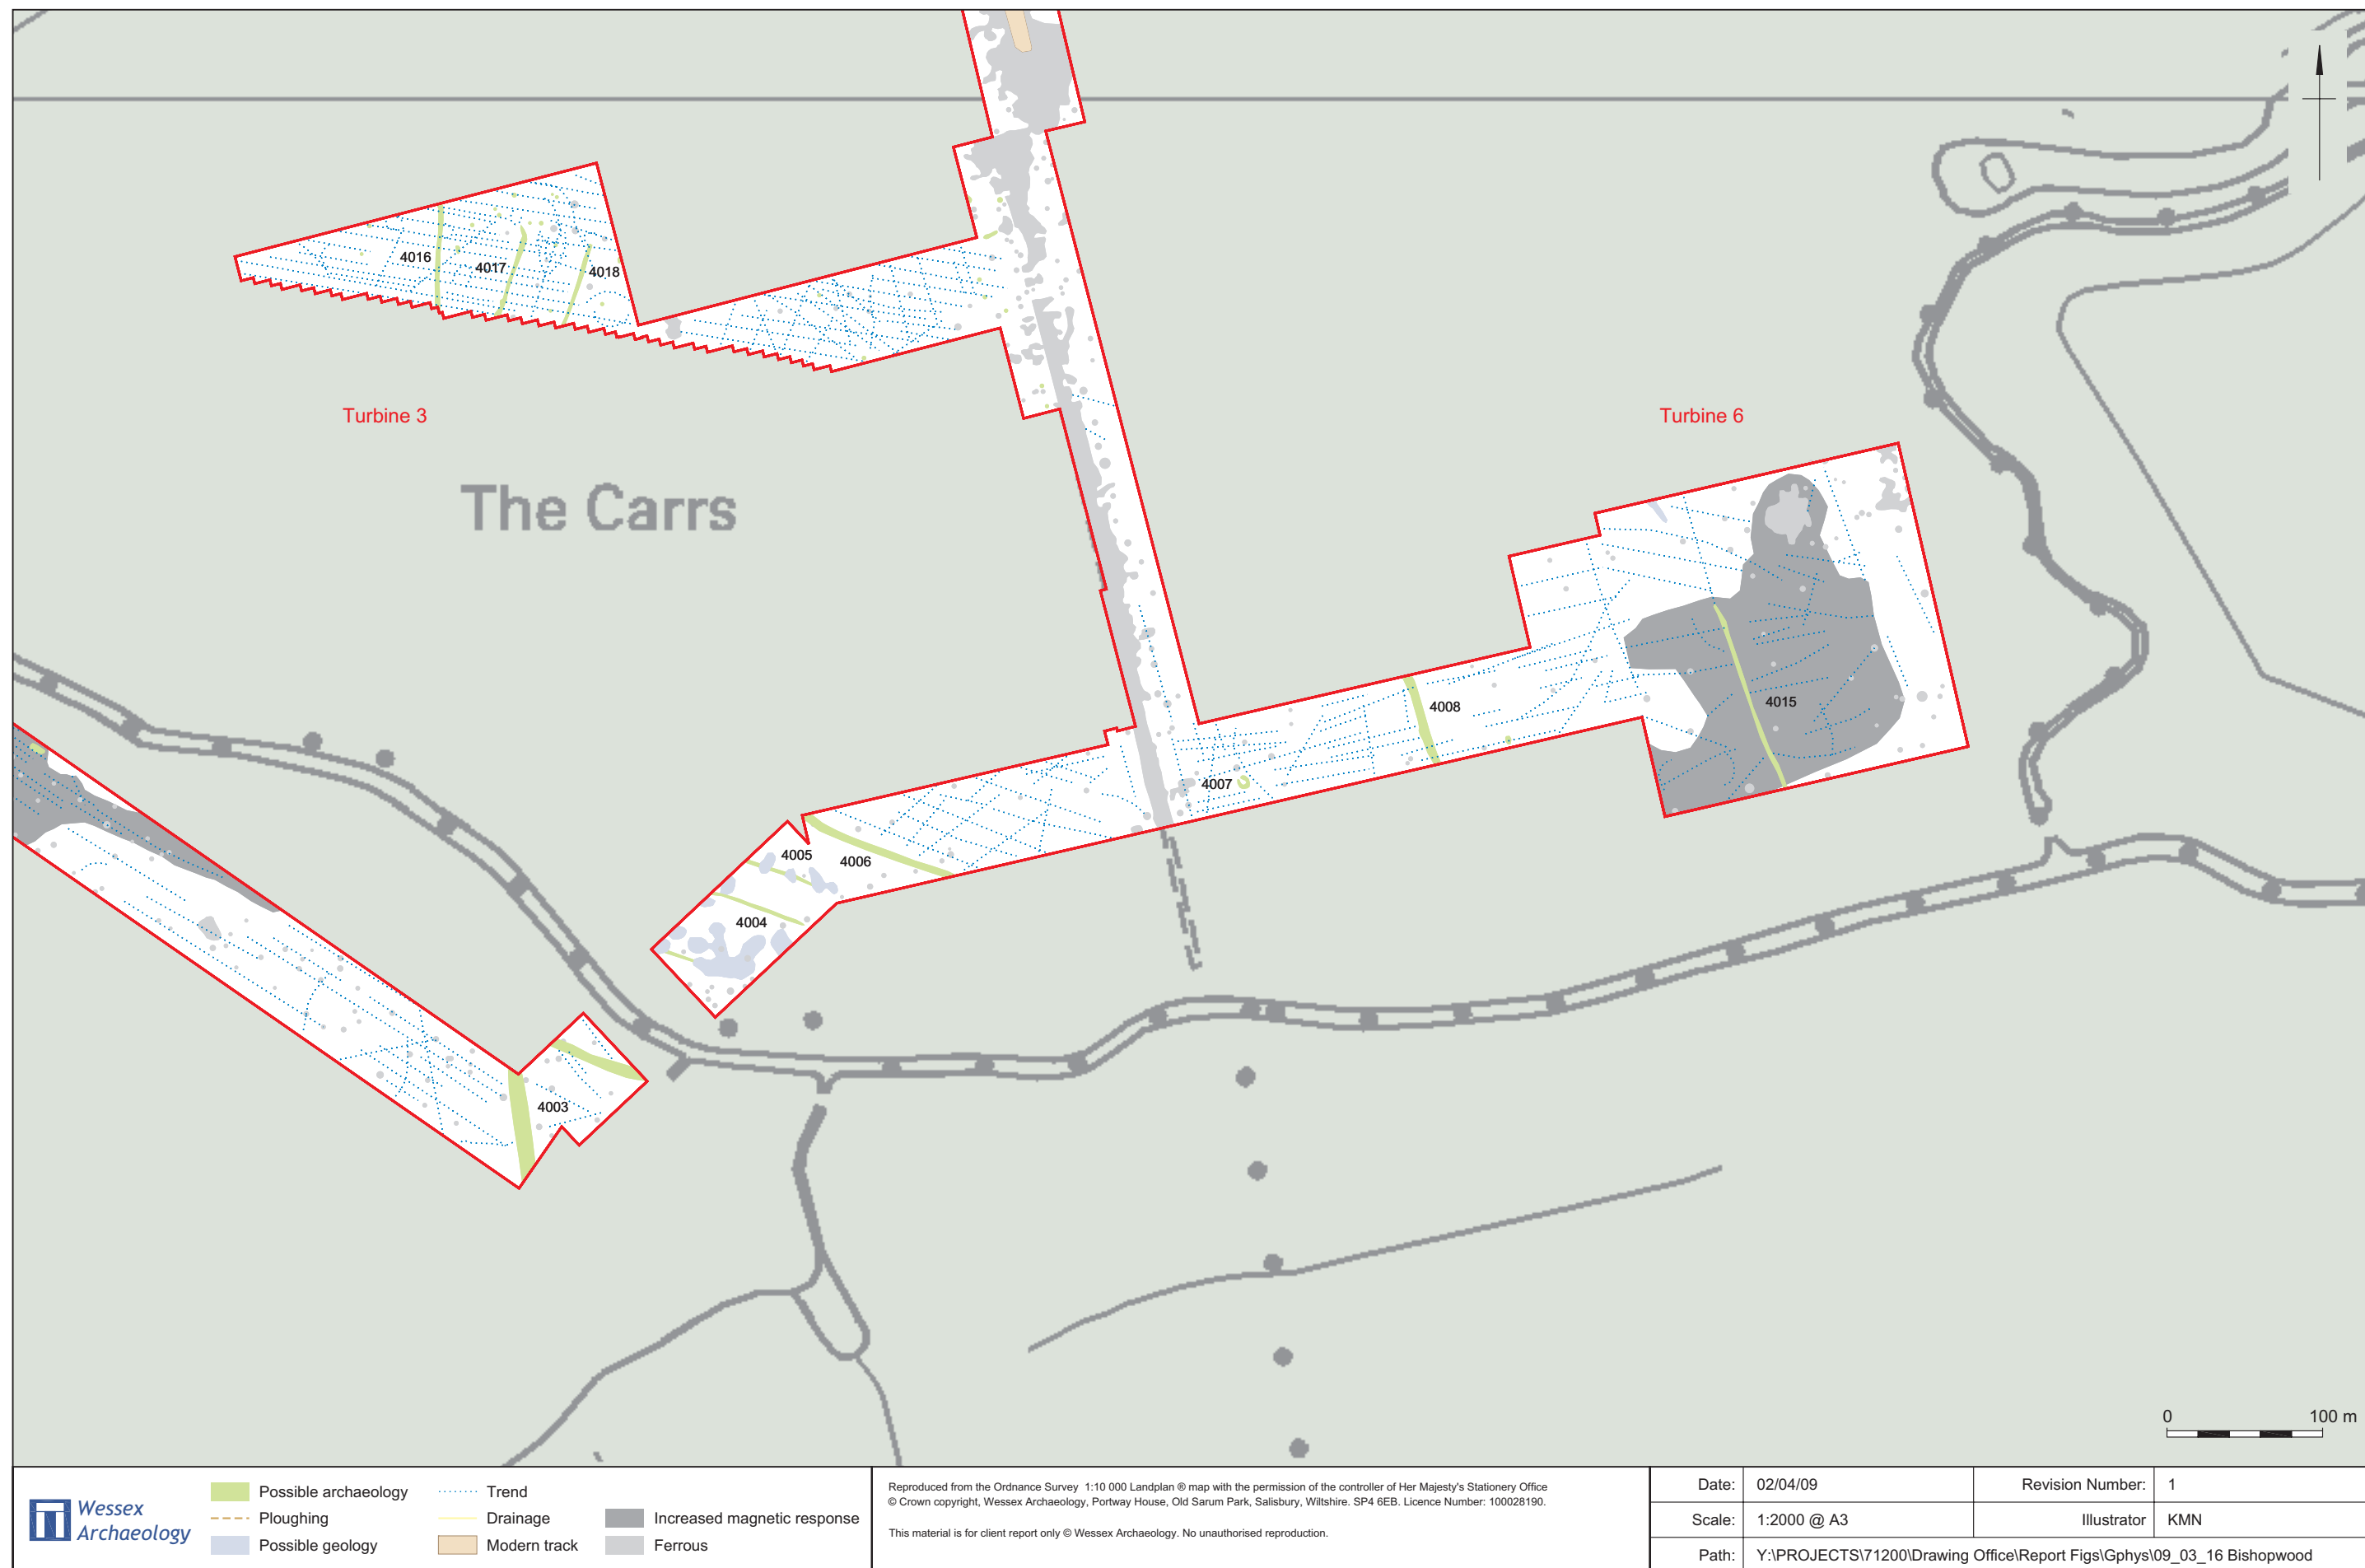 4016
4017
4018
Turbine 3
Turbine 6
The Carrs
4015
4008
4007
4005
4006
4004
4003
0 100 m
Wessex
Archaeology
Possible archaeology
Ploughing
Possible geology
Trend
Drainage
Modern track
Increased magnetic response
Ferrous
Reproduced from the Ordnance Survey 1:10 000 Landplan ® map with the permission of the controller of Her Majesty's Stationery Office
© Crown copyright, Wessex Archaeology, Portway House, Old Sarum Park, Salisbury, Wiltshire. SP4 6EB. Licence Number: 100028190.
This material is for client report only © Wessex Archaeology. No unauthorised reproduction.
Date: 02/04/09 Revision Number: 1
Scale: 1:2000 @ A3 Illustrator KMN
Path: Y:\PROJECTS\71200\Drawing Office\Report Figs\Gphys\09_03_16 Bishopwood